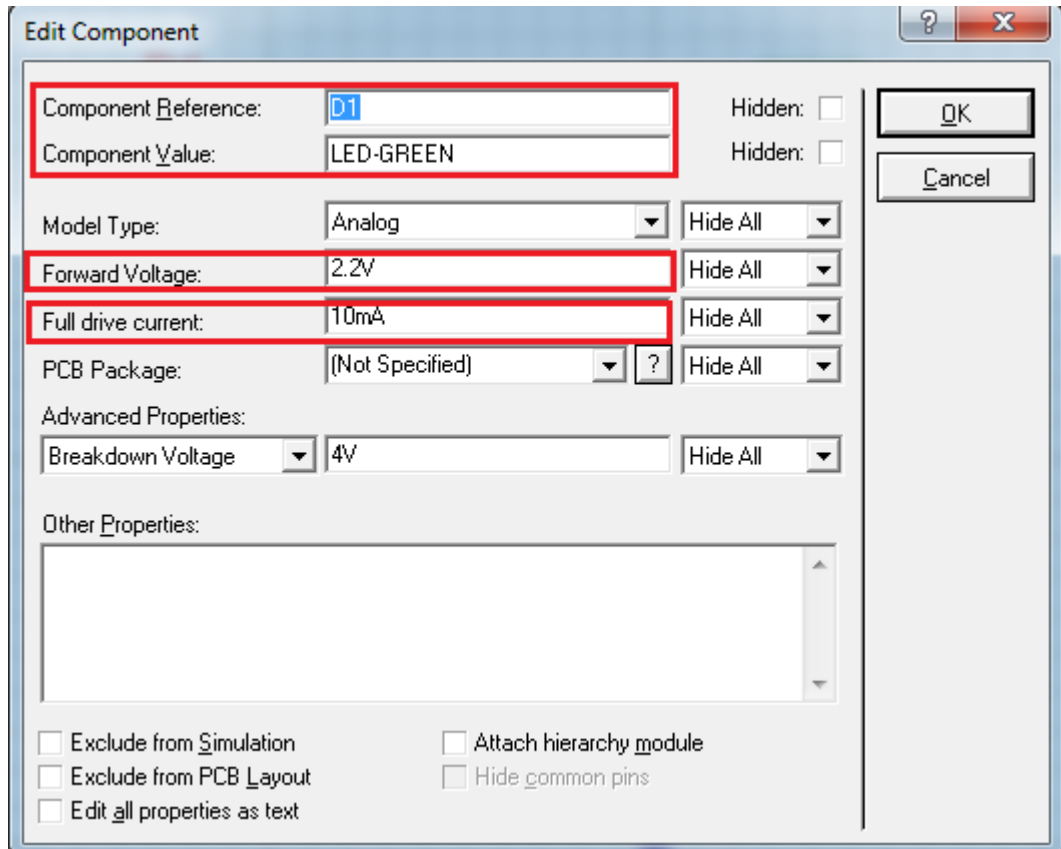 Edit Component
Component Reference: D1 Hidden:
Component Value: LED-GREEN Hidden:
OK
Cancel
Model Type: Analog Hide All
Forward Voltage: 2.2V Hide All
Full drive current: 10mA Hide All
PCB Package: (Not Specified) ? Hide All
Advanced Properties:
Breakdown Voltage 4V Hide All
Other Properties:
Exclude from Simulation Attach hierarchy module
Exclude from PCB Layout Hide common pins
Edit all properties as text